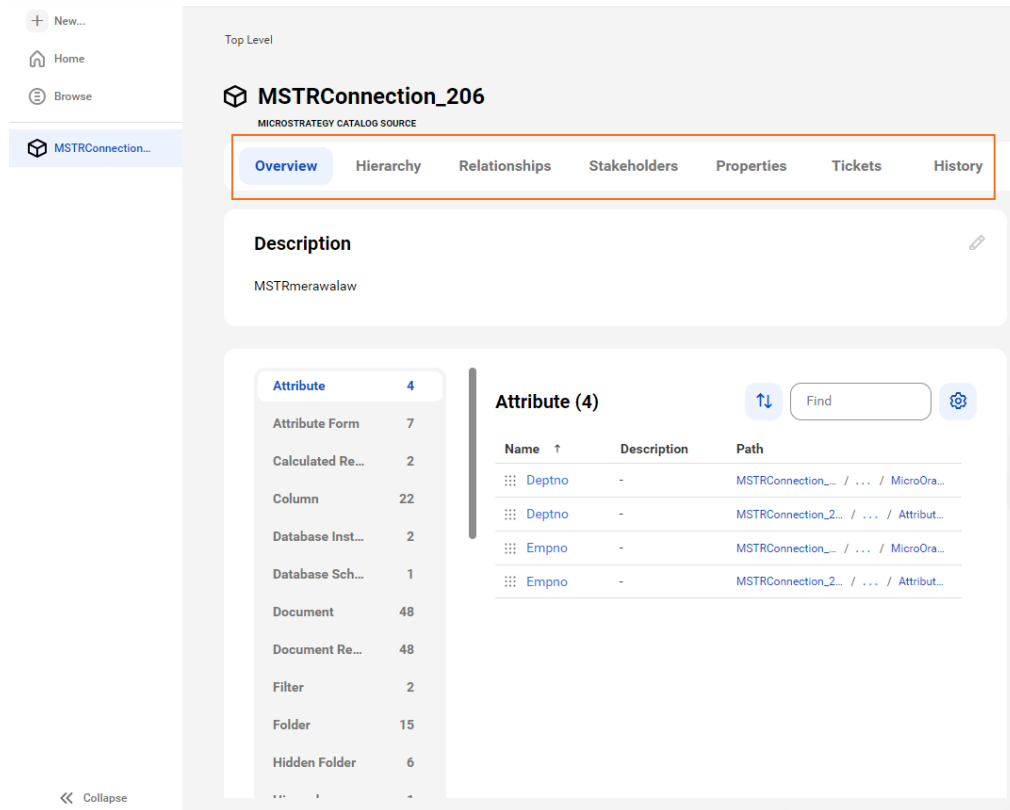 New...
Home
Browse
MSTRConnection...
Collapse
Top Level
MSTRConnection_206
MICROSTRATEGY CATALOG SOURCE
Overview Hierarchy Relationships Stakeholders Properties Tickets History
Description
MSTRmerawalaw
Attribute 4
Attribute Form 7
Calculated Re... 2
Column 22
Database Inst... 2
Database Sch... 1
Document 48
Document Re... 48
Filter 2
Folder 15
Hidden Folder 6
Attribute (4)
Find
Name ↑ Description Path
Deptno - MSTRConnection_... / ... / MicroOra...
Deptno - MSTRConnection_2... / ... / Attribut...
Empno - MSTRConnection_... / ... / MicroOra...
Empno - MSTRConnection_2... / ... / Attribut...